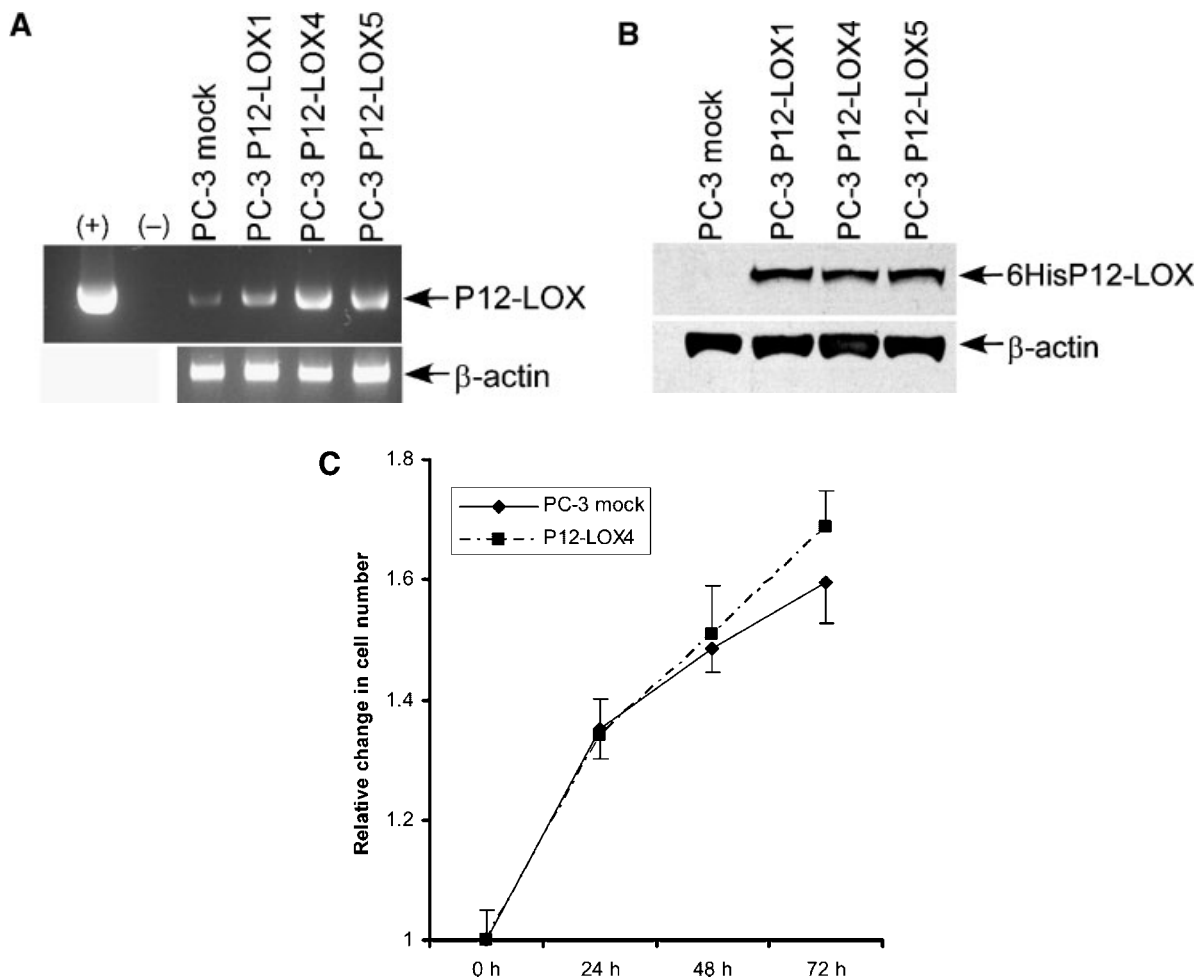 A
(+)
(−)
PC-3 mock
PC-3 P12-LOX1
PC-3 P12-LOX4
PC-3 P12-LOX5
P12-LOX
β-actin
B
PC-3 mock
PC-3 P12-LOX1
PC-3 P12-LOX4
PC-3 P12-LOX5
6HisP12-LOX
β-actin
C
Relative change in cell number
1.8
1.6
1.4
1.2
1
PC-3 mock
P12-LOX4
0 h
24 h
48 h
72 h